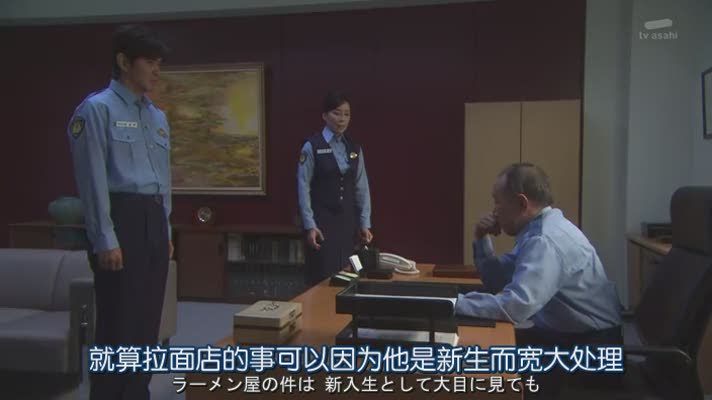 tv asahi
就算拉面店的事可以因为他是新生而宽大处理
ラーメン屋の件は 新入生として大目に見ても